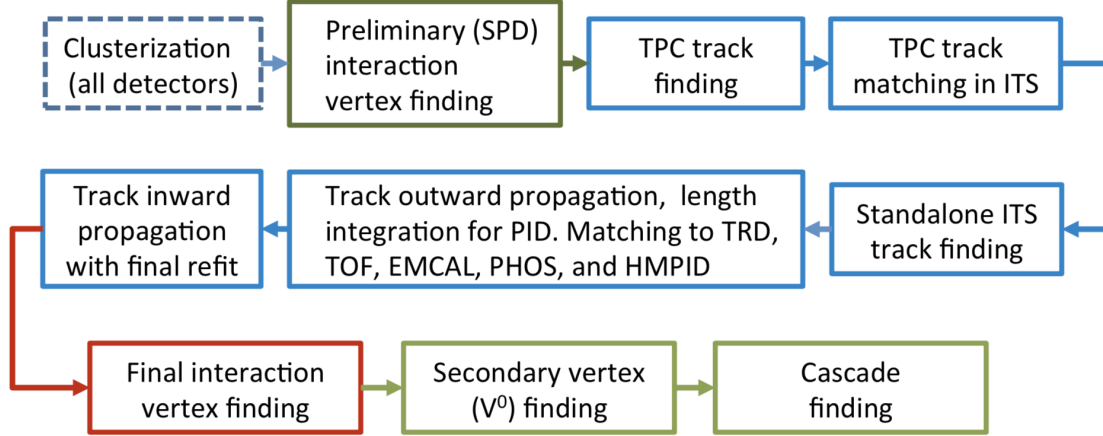 Clusterization
(all detectors)
Preliminary (SPD)
interaction
vertex finding
TPC track
finding
TPC track
matching in ITS
Standalone ITS
track finding
Track outward propagation, length
integration for PID. Matching to TRD,
TOF, EMCAL, PHOS, and HMPID
Track inward
propagation
with final refit
Final interaction
vertex finding
Secondary vertex
(V⁰) finding
Cascade
finding